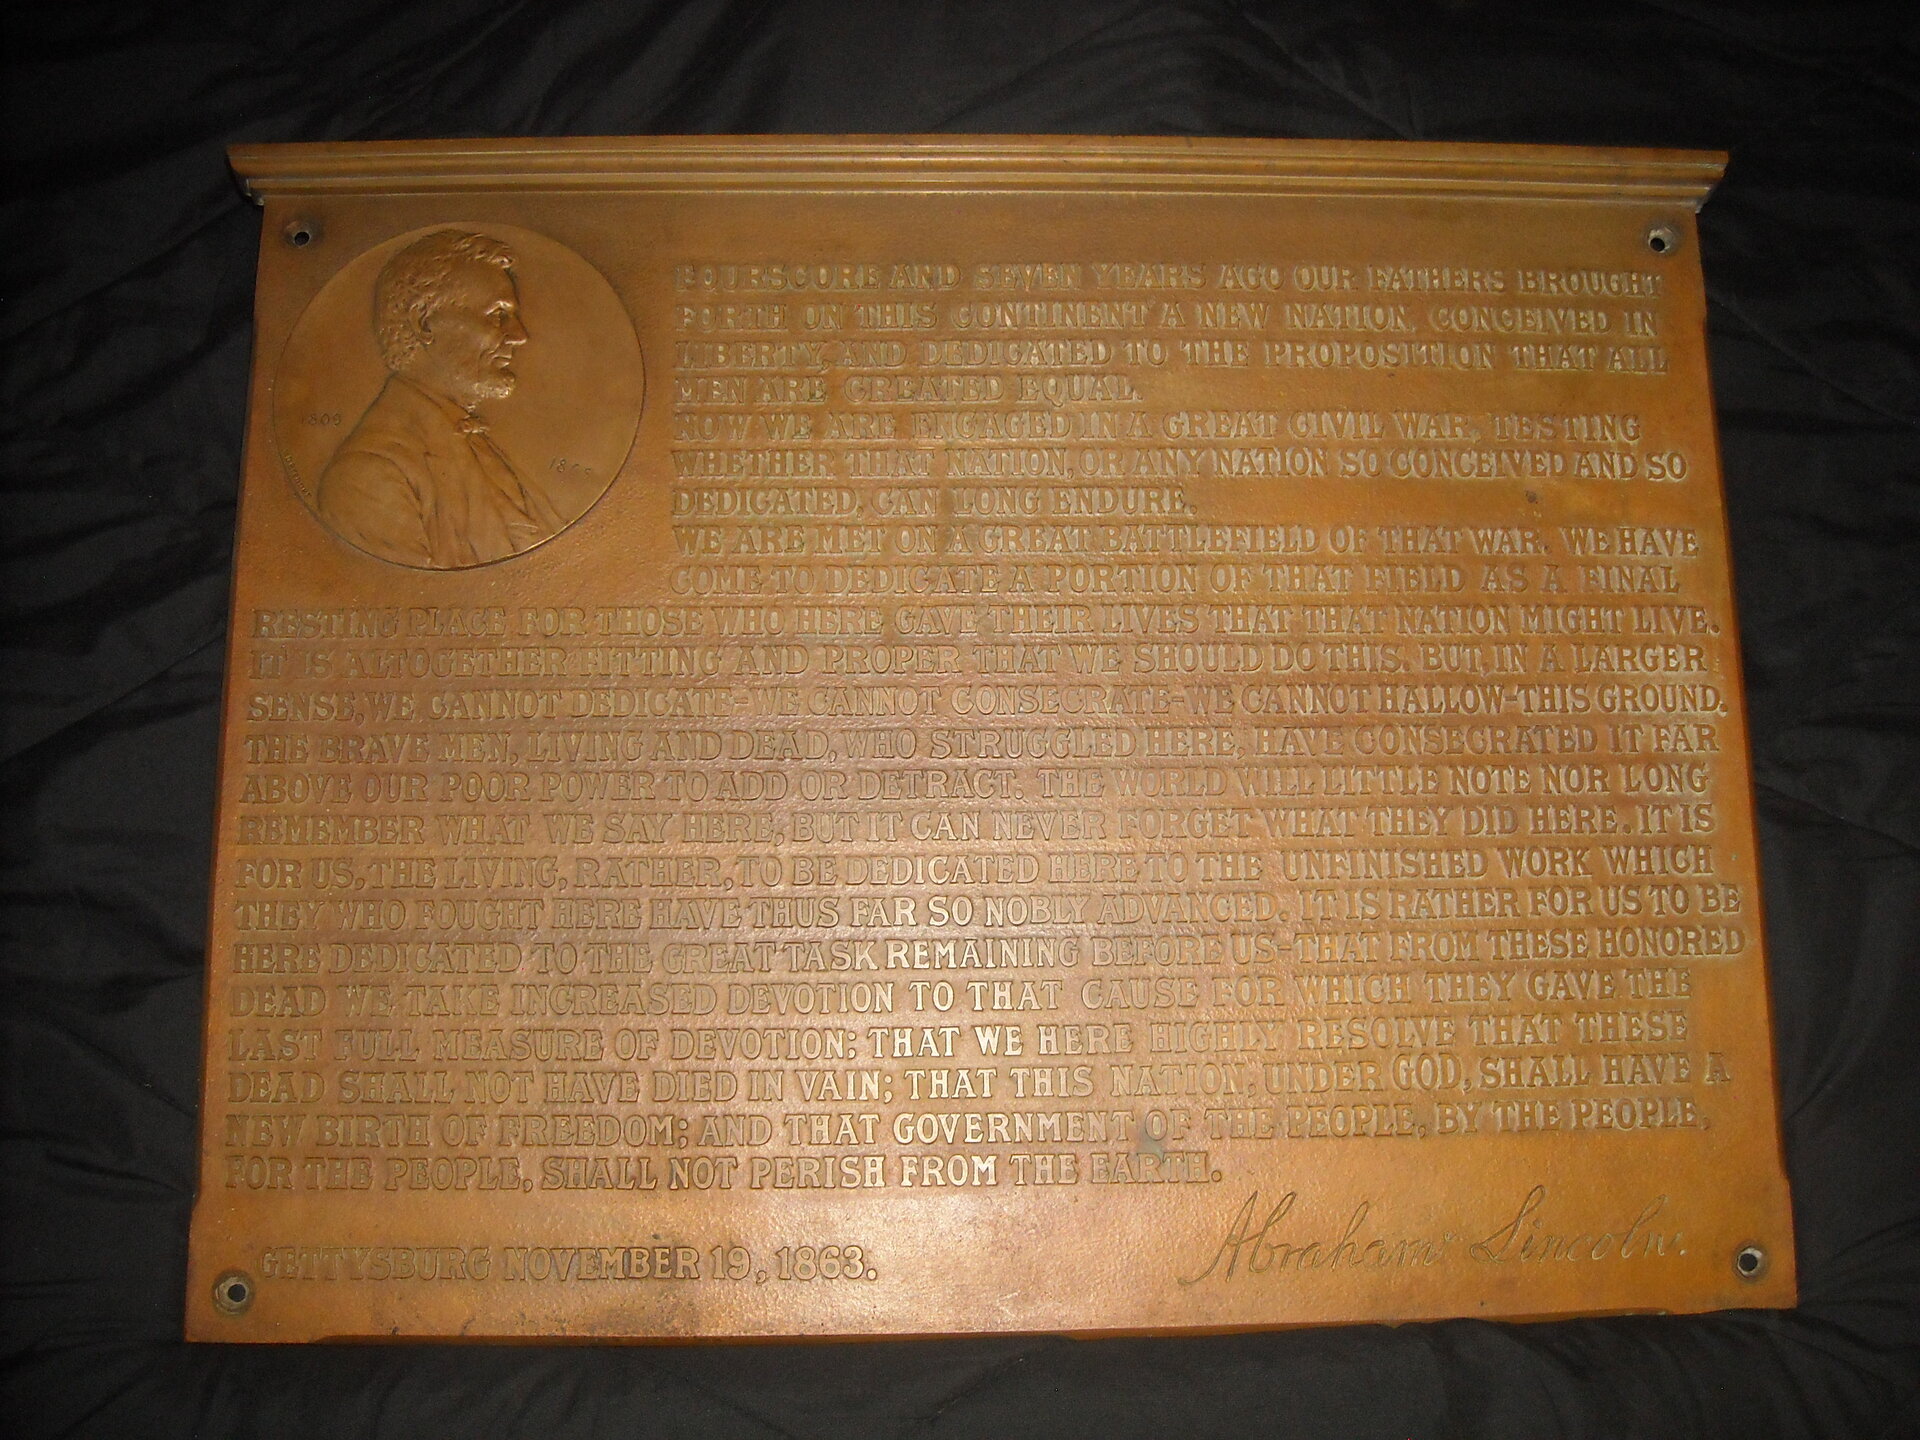 1809
1865
FOURSCORE AND SEVEN YEARS AGO OUR FATHERS BROUGHT
FORTH ON THIS CONTINENT A NEW NATION, CONCEIVED IN
LIBERTY, AND DEDICATED TO THE PROPOSITION THAT ALL
MEN ARE CREATED EQUAL.
NOW WE ARE ENGAGED IN A GREAT CIVIL WAR, TESTING
WHETHER THAT NATION, OR ANY NATION SO CONCEIVED AND SO
DEDICATED, CAN LONG ENDURE.
WE ARE MET ON A GREAT BATTLEFIELD OF THAT WAR. WE HAVE
COME TO DEDICATE A PORTION OF THAT FIELD AS A FINAL
RESTING PLACE FOR THOSE WHO HERE GAVE THEIR LIVES THAT THAT NATION MIGHT LIVE.
IT IS ALTOGETHER FITTING AND PROPER THAT WE SHOULD DO THIS. BUT, IN A LARGER
SENSE, WE CANNOT DEDICATE-WE CANNOT CONSECRATE-WE CANNOT HALLOW-THIS GROUND.
THE BRAVE MEN, LIVING AND DEAD, WHO STRUGGLED HERE, HAVE CONSECRATED IT FAR
ABOVE OUR POOR POWER TO ADD OR DETRACT. THE WORLD WILL LITTLE NOTE NOR LONG
REMEMBER WHAT WE SAY HERE, BUT IT CAN NEVER FORGET WHAT THEY DID HERE. IT IS
FOR US, THE LIVING, RATHER, TO BE DEDICATED HERE TO THE UNFINISHED WORK WHICH
THEY WHO FOUGHT HERE HAVE THUS FAR SO NOBLY ADVANCED. IT IS RATHER FOR US TO BE
HERE DEDICATED TO THE GREAT TASK REMAINING BEFORE US-THAT FROM THESE HONORED
DEAD WE TAKE INCREASED DEVOTION TO THAT CAUSE FOR WHICH THEY GAVE THE
LAST FULL MEASURE OF DEVOTION; THAT WE HERE HIGHLY RESOLVE THAT THESE
DEAD SHALL NOT HAVE DIED IN VAIN; THAT THIS NATION, UNDER GOD, SHALL HAVE A
NEW BIRTH OF FREEDOM; AND THAT GOVERNMENT OF THE PEOPLE, BY THE PEOPLE,
FOR THE PEOPLE, SHALL NOT PERISH FROM THE EARTH.
Abraham Lincoln.
GETTYSBURG NOVEMBER 19, 1863.